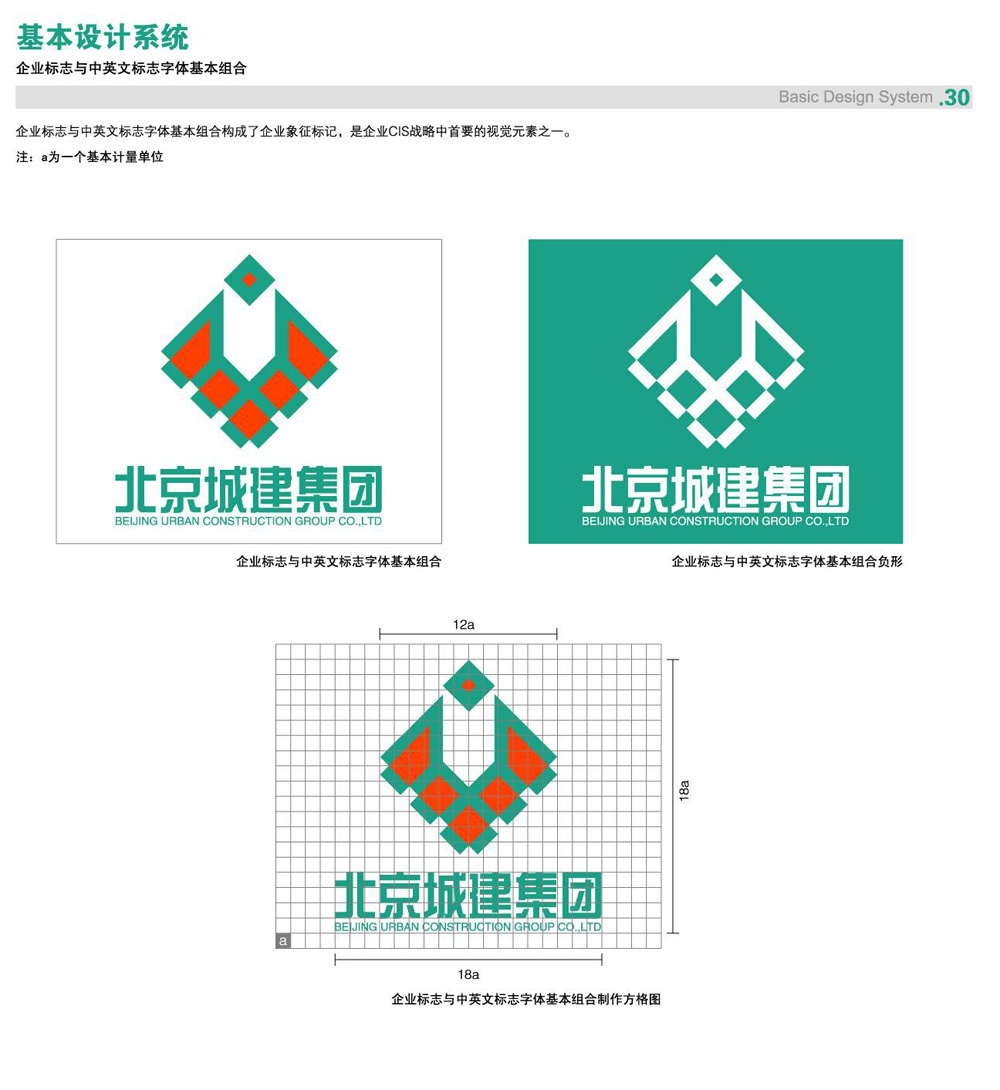 基本设计系统
企业标志与中英文标志字体基本组合
Basic Design System .30
企业标志与中英文标志字体基本组合构成了企业象征标记，是企业CIS战略中首要的视觉元素之一。
注：a为一个基本计量单位
北京城建集团
BEIJING URBAN CONSTRUCTION GROUP CO.,LTD
企业标志与中英文标志字体基本组合
北京城建集团
BEIJING URBAN CONSTRUCTION GROUP CO.,LTD
企业标志与中英文标志字体基本组合负形
12a
18a
北京城建集团
BEIJING URBAN CONSTRUCTION GROUP CO.,LTD
a
18a
企业标志与中英文标志字体基本组合制作方格图